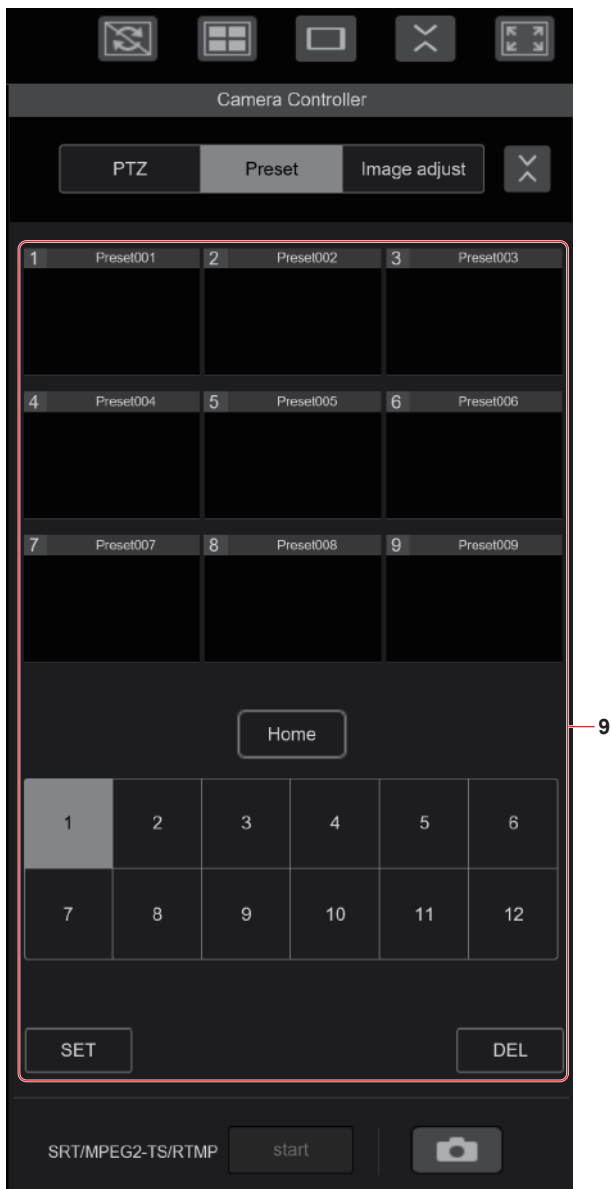 Camera Controller
PTZ Preset Image adjust
1 Preset001 2 Preset002 3 Preset003
4 Preset004 5 Preset005 6 Preset006
7 Preset007 8 Preset008 9 Preset009
9
Home
1 2 3 4 5 6
7 8 9 10 11 12
SET DEL
SRT/MPEG2-TS/RTMP start